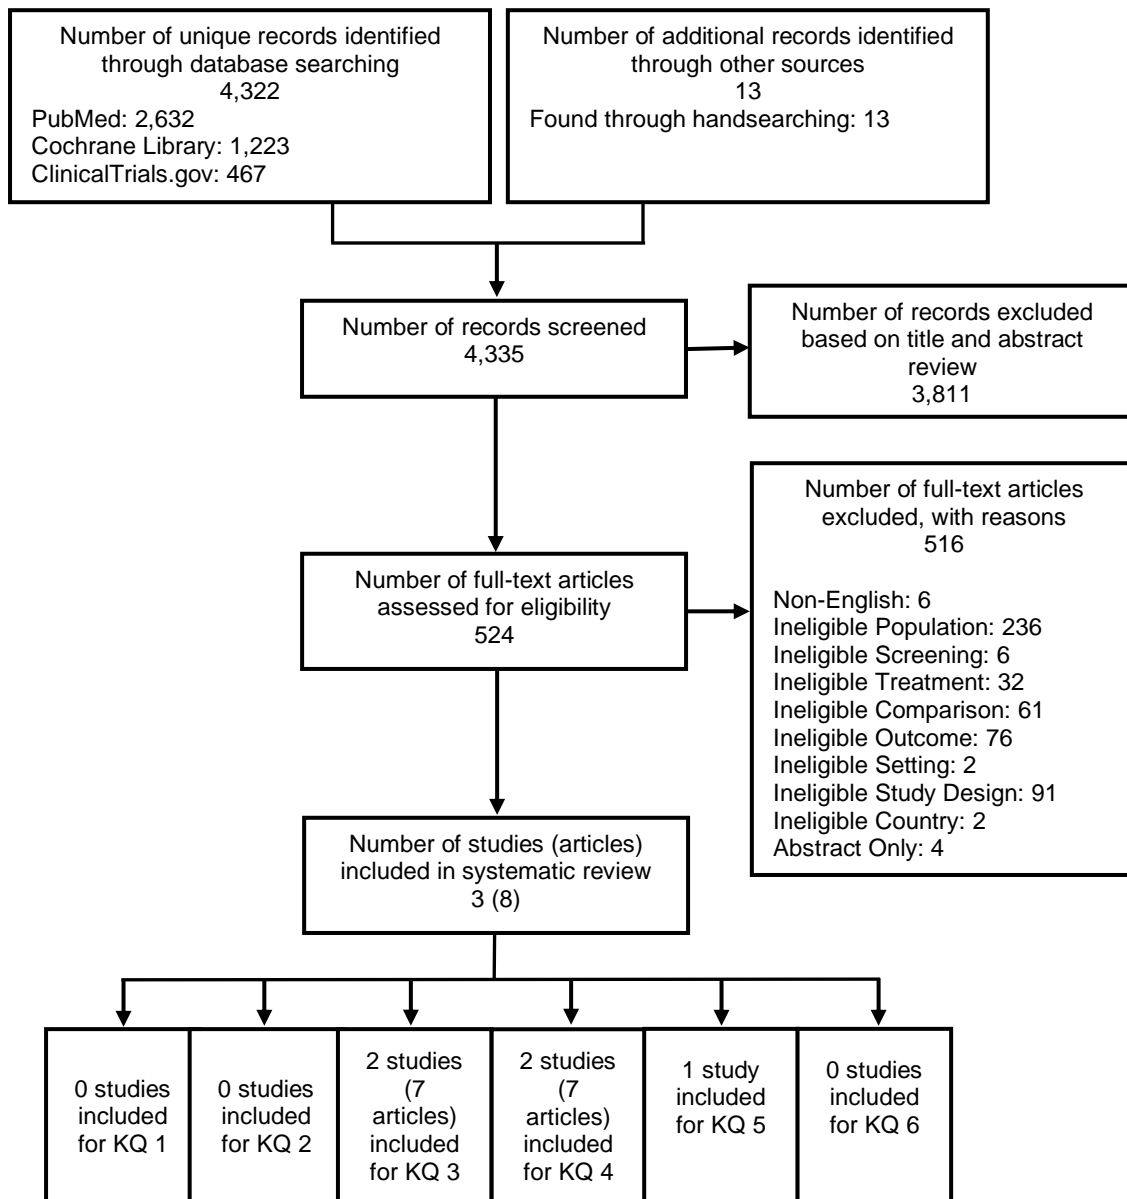 Number of unique records identified
through database searching
4,322
PubMed: 2,632
Cochrane Library: 1,223
ClinicalTrials.gov: 467
Number of additional records identified
through other sources
13
Found through handsearching: 13
Number of records screened
4,335
Number of records excluded
based on title and abstract
review
3,811
Number of full-text articles
assessed for eligibility
524
Number of full-text articles
excluded, with reasons
516
Non-English: 6
Ineligible Population: 236
Ineligible Screening: 6
Ineligible Treatment: 32
Ineligible Comparison: 61
Ineligible Outcome: 76
Ineligible Setting: 2
Ineligible Study Design: 91
Ineligible Country: 2
Abstract Only: 4
Number of studies (articles)
included in systematic review
3 (8)
0 studies
included
for KQ 1
0 studies
included
for KQ 2
2 studies
(7
articles)
included
for KQ 3
2 studies
(7
articles)
included
for KQ 4
1 study
included
for KQ 5
0 studies
included
for KQ 6